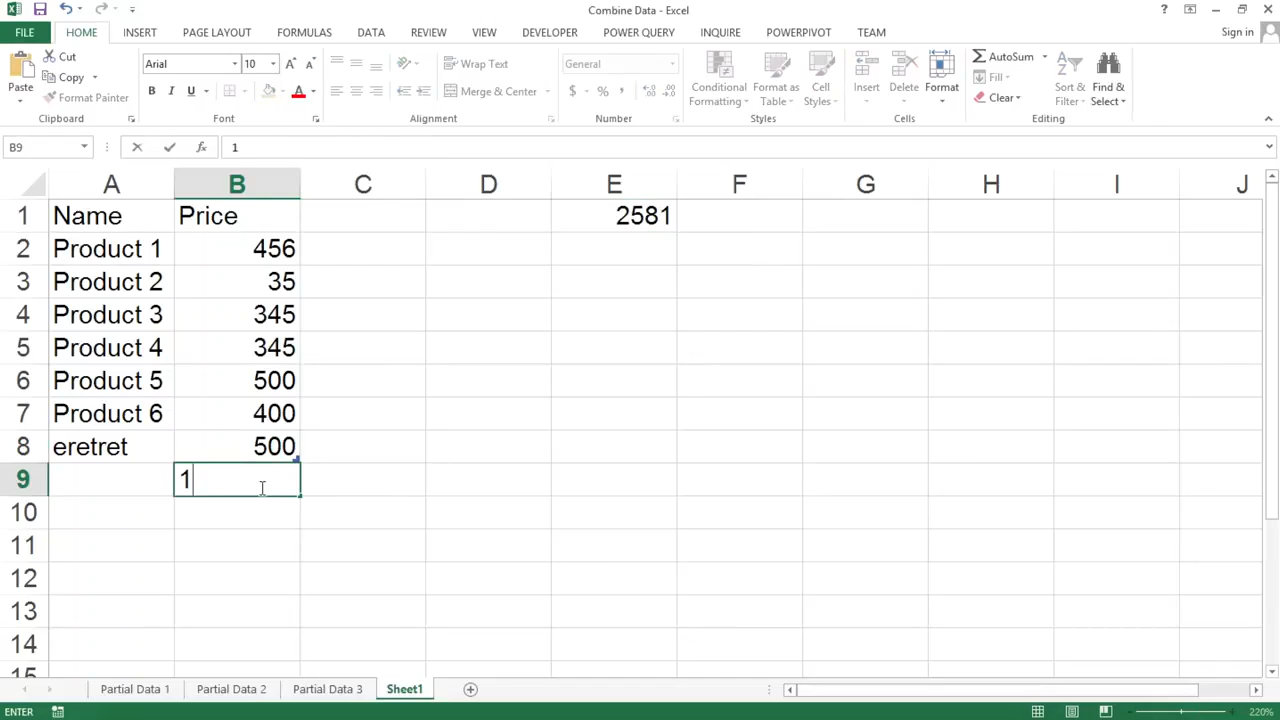 Combine Data - Excel
?
Sign in
FILE HOME INSERT PAGE LAYOUT FORMULAS DATA REVIEW VIEW DEVELOPER POWER QUERY INQUIRE POWERPIVOT TEAM
Paste
Cut
Copy
Format Painter
Clipboard
Arial 10
B I U
Font
Wrap Text
Merge & Center
Alignment
General
$ % ,
Number
Conditional Formatting
Format as Table
Cell Styles
Styles
Insert
Delete
Format
Cells
AutoSum
Fill
Clear
Sort & Filter
Find & Select
Editing
B9 fx 1
A B C D E F G H I J
1 Name Price 2581
2 Product 1 456
3 Product 2 35
4 Product 3 345
5 Product 4 345
6 Product 5 500
7 Product 6 400
8 eretret 500
9 1
10
11
12
13
14
15
Partial Data 1 Partial Data 2 Partial Data 3 Sheet1
ENTER 220%